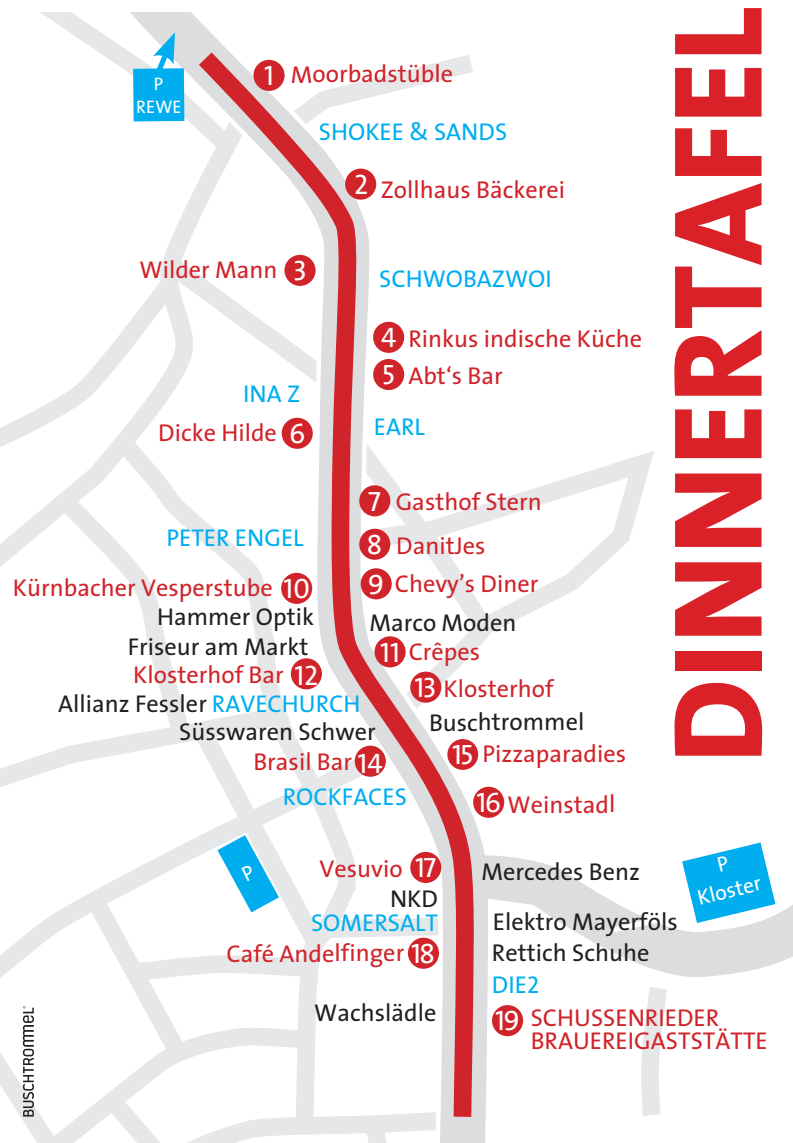 DINNERTAFEL
P
REWE
1 Moorbadstüble
SHOKEE & SANDS
2 Zollhaus Bäckerei
Wilder Mann 3
SCHWOBAZWOI
4 Rinkus indische Küche
5 Abt‘s Bar
INA Z
EARL
Dicke Hilde 6
7 Gasthof Stern
PETER ENGEL
8 DanitJes
9 Chevy’s Diner
Kürnbacher Vesperstube 10
Hammer Optik
Marco Moden
Friseur am Markt
11 Crêpes
Klosterhof Bar 12
13 Klosterhof
Allianz Fessler RAVECHURCH
Buschtrommel
Süsswaren Schwer
15 Pizzaparadies
Brasil Bar 14
ROCKFACES
16 Weinstadl
P
Vesuvio 17
Mercedes Benz
P
Kloster
NKD
SOMERSALT
Elektro Mayerföls
Café Andelfinger 18
Rettich Schuhe
DIE2
Wachslädle
19 SCHUSSENRIEDER
BRAUEREIGASTSTÄTTE
BUSCHTROMMEL